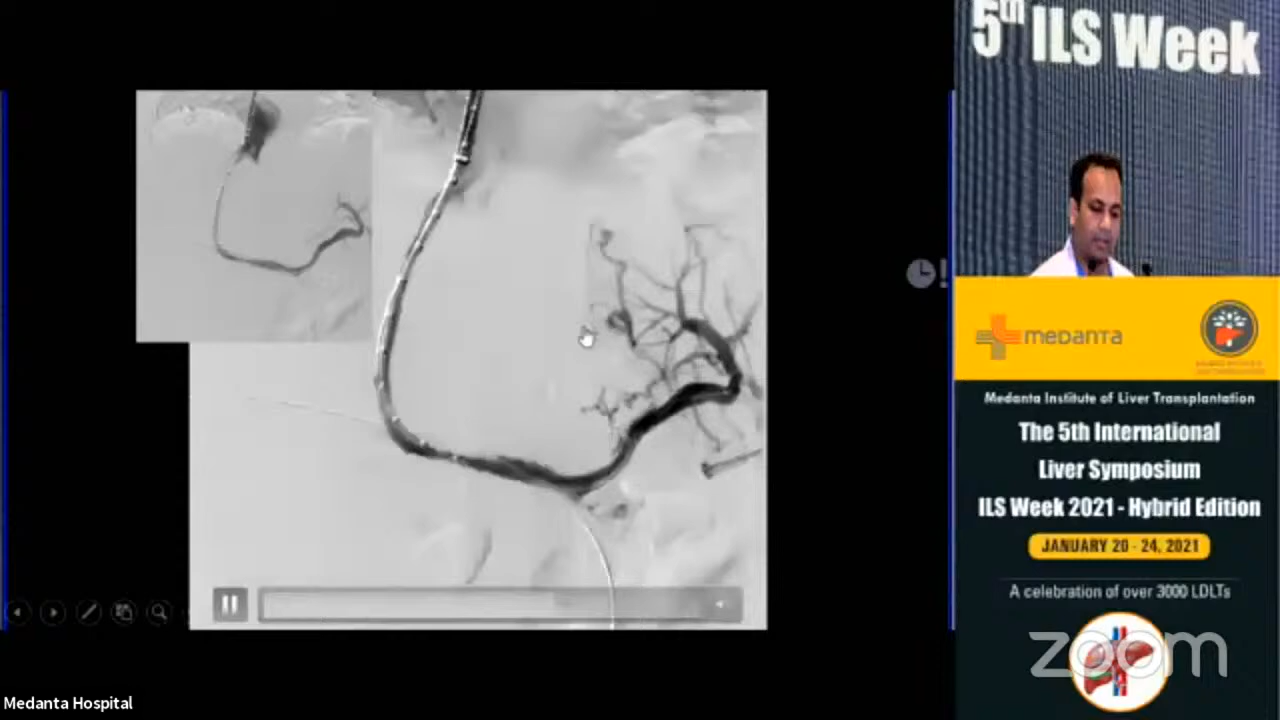 5th ILS Week
medanta
Medanta Institute of Liver Transplantation
The 5th International
Liver Symposium
ILS Week 2021 - Hybrid Edition
JANUARY 20 - 24, 2021
A celebration of over 3000 LDLTs
zoom
Medanta Hospital